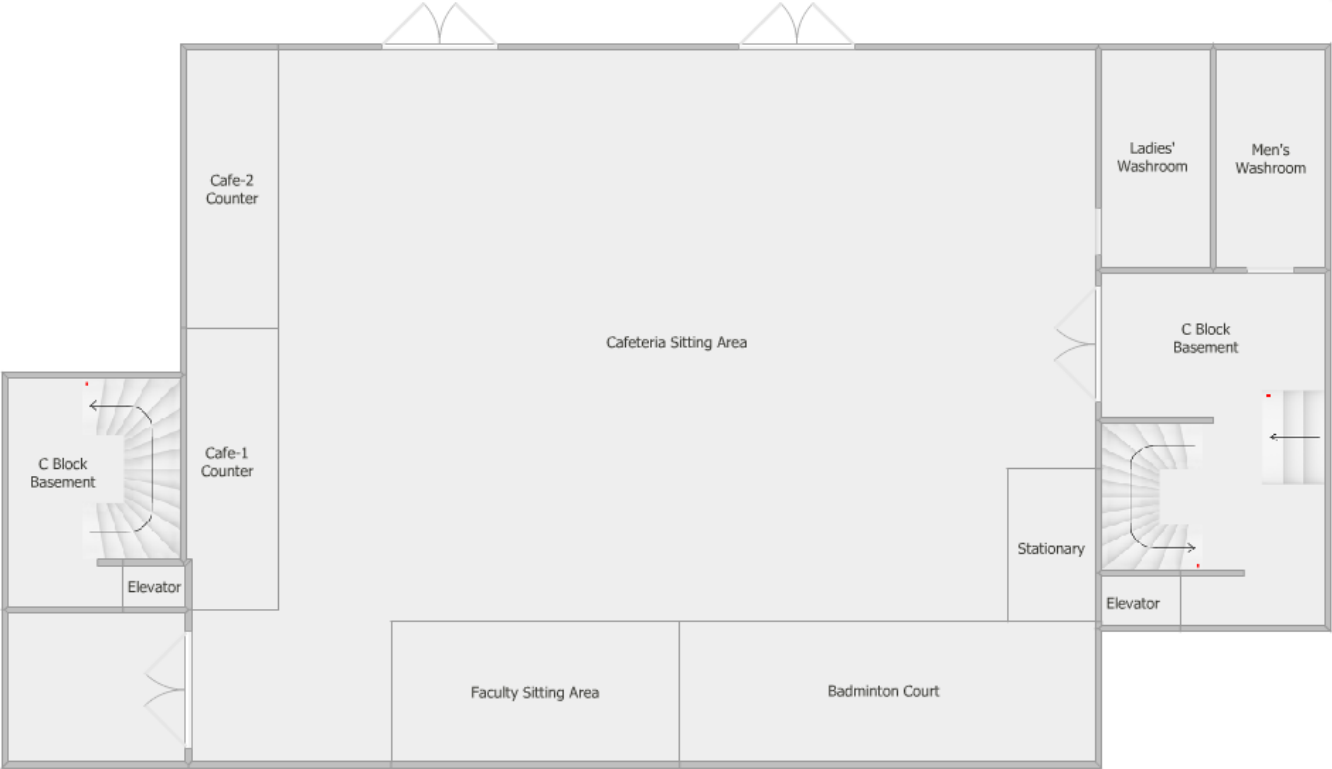 Ladies'
Washroom
Men's
Washroom
Cafe-2
Counter
Cafeteria Sitting Area
C Block
Basement
Cafe-1
Counter
C Block
Basement
Stationary
Elevator
Elevator
Faculty Sitting Area
Badminton Court